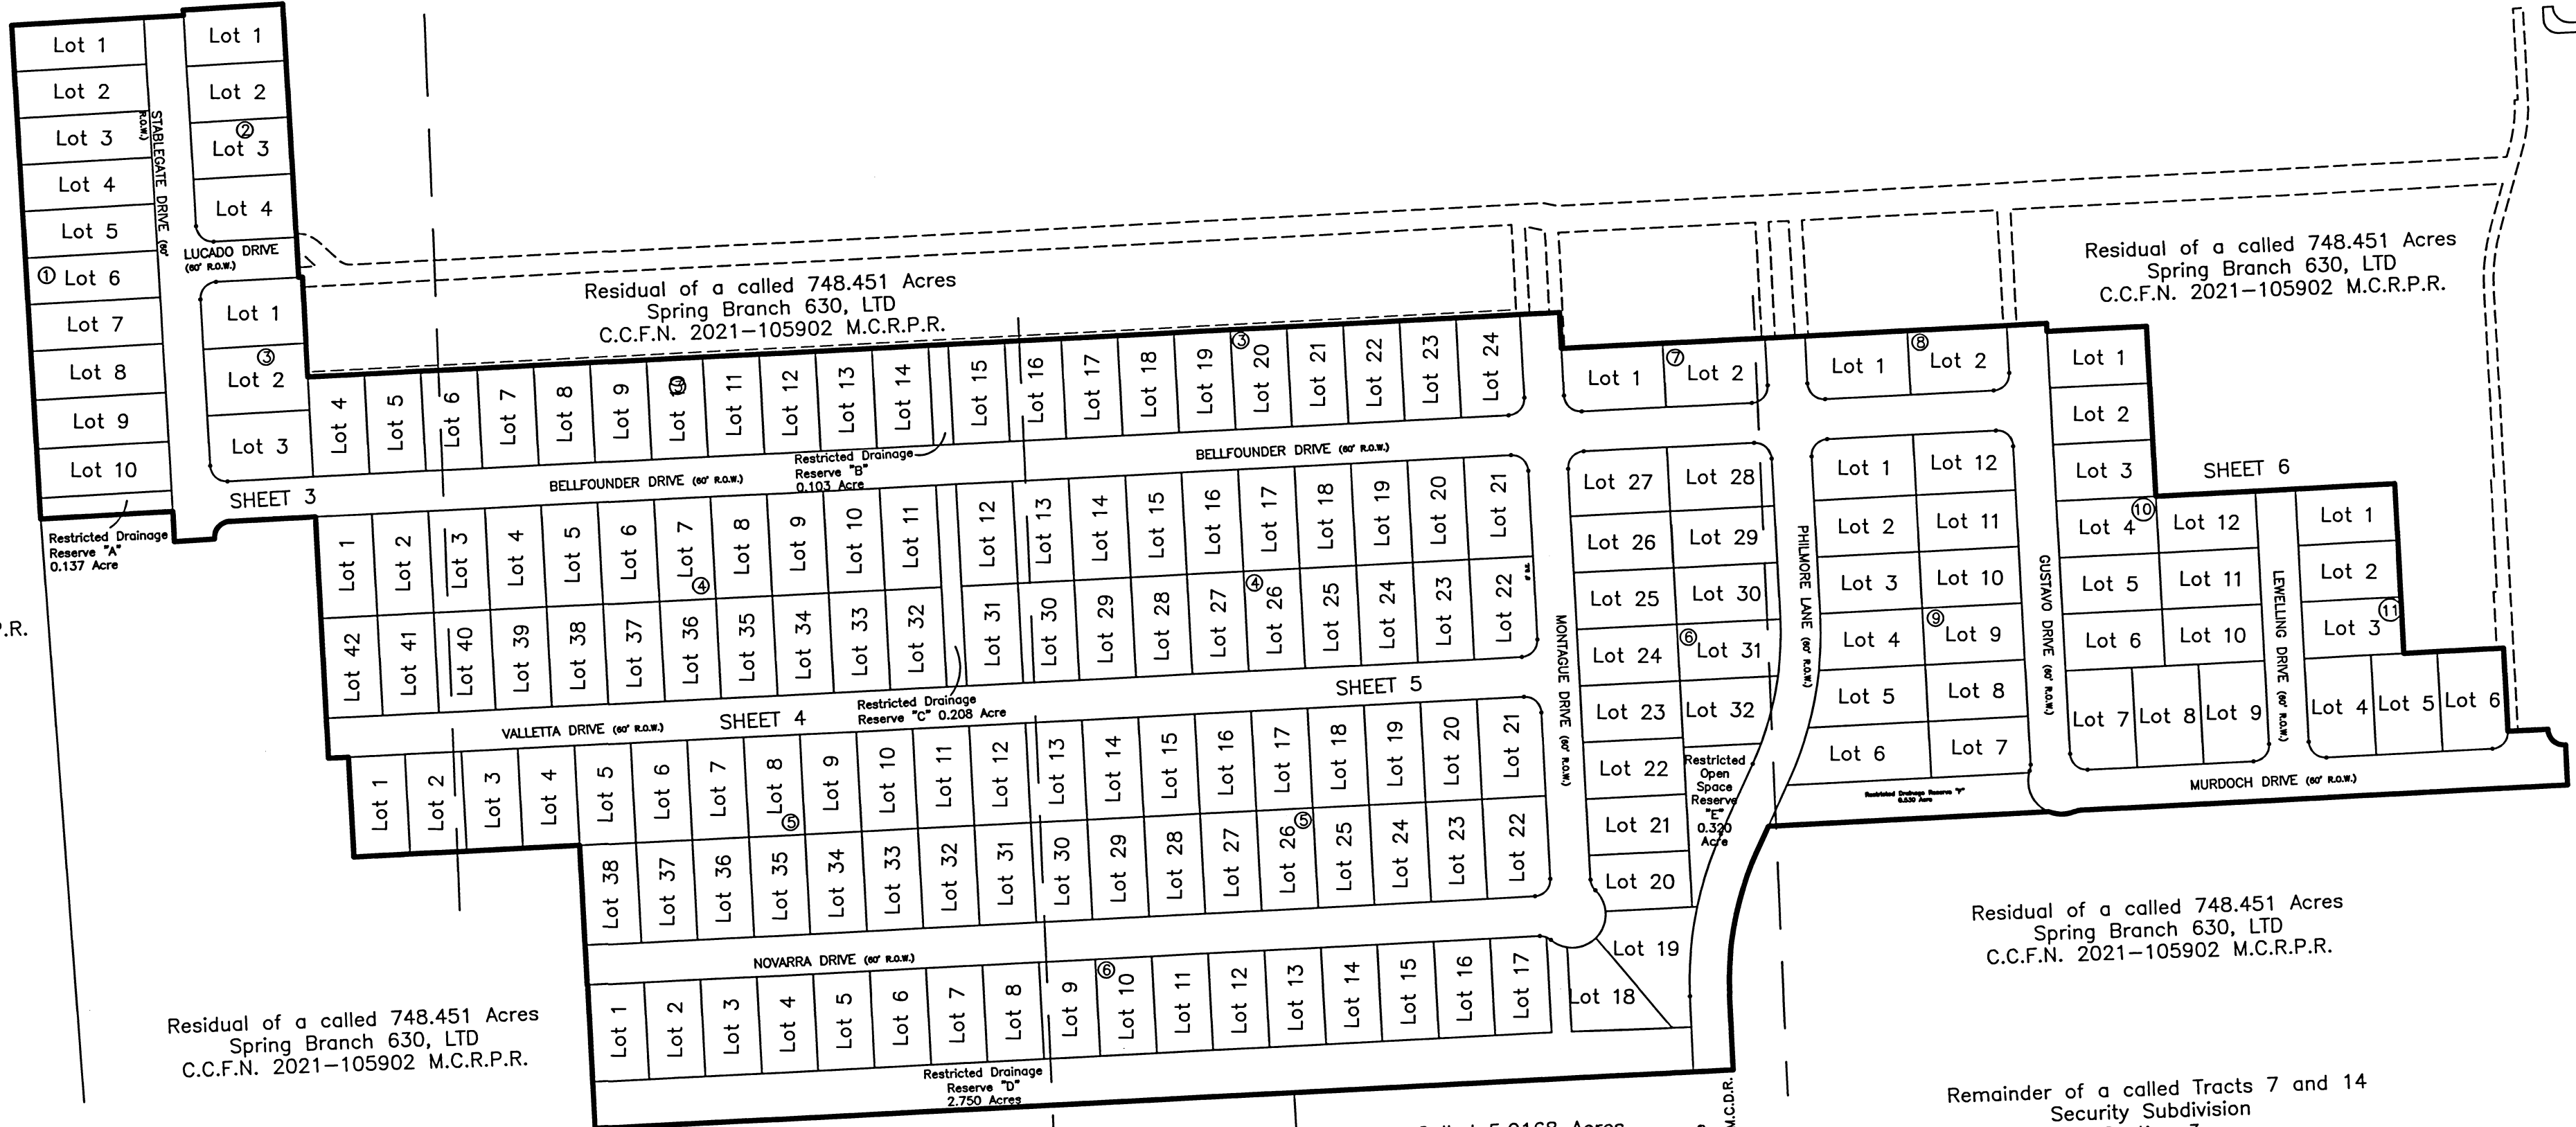 Lot 1
Lot 2
Lot 3
Lot 4
Lot 5
① Lot 6
Lot 7
Lot 8
Lot 9
Lot 10
Restricted Drainage
Reserve "A"
0.137 Acre
STABLEGATE DRIVE (60'
R.O.W.)
Lot 1
Lot 2
②
Lot 3
Lot 4
LUCADO DRIVE
(60' R.O.W.)
Lot 1
③
Lot 2
Lot 3
SHEET 3
P.R.
Residual of a called 748.451 Acres
Spring Branch 630, LTD
C.C.F.N. 2021-105902 M.C.R.P.R.
Lot 4
Lot 5
Lot 6
Lot 7
Lot 8
Lot 9
Lot
Lot 11
Lot 12
Lot 13
Lot 14
Lot 15
Lot 16
Lot 17
Lot 18
Lot 19
③
Lot 20
Lot 21
Lot 22
Lot 23
Lot 24
BELLFOUNDER DRIVE (60' R.O.W.)
Restricted Drainage
Reserve "B"
0.103 Acre
BELLFOUNDER DRIVE (60' R.O.W.)
Lot 1
Lot 2
Lot 3
Lot 4
Lot 5
Lot 6
Lot 7
④
Lot 8
Lot 9
Lot 10
Lot 11
Lot 12
Lot 13
Lot 14
Lot 15
Lot 16
Lot 17
Lot 18
Lot 19
Lot 20
Lot 21
Lot 42
Lot 41
Lot 40
Lot 39
Lot 38
Lot 37
Lot 36
Lot 35
Lot 34
Lot 33
Lot 32
Lot 31
Lot 30
Lot 29
Lot 28
Lot 27
④
Lot 26
Lot 25
Lot 24
Lot 23
Lot 22
VALLETTA DRIVE (60' R.O.W.)
SHEET 4
Restricted Drainage
Reserve "C" 0.208 Acre
SHEET 5
Lot 1
Lot 2
Lot 3
Lot 4
Lot 5
Lot 6
Lot 7
Lot 8
⑤
Lot 9
Lot 10
Lot 11
Lot 12
Lot 13
Lot 14
Lot 15
Lot 16
Lot 17
Lot 18
Lot 19
Lot 20
Lot 21
Lot 38
Lot 37
Lot 36
Lot 35
Lot 34
Lot 33
Lot 32
Lot 31
Lot 30
Lot 29
Lot 28
Lot 27
Lot 26
⑤
Lot 25
Lot 24
Lot 23
Lot 22
NOVARRA DRIVE (60' R.O.W.)
Lot 1
Lot 2
Lot 3
Lot 4
Lot 5
Lot 6
Lot 7
Lot 8
Lot 9
⑥
Lot 10
Lot 11
Lot 12
Lot 13
Lot 14
Lot 15
Lot 16
Lot 17
Lot 18
Lot 19
Restricted Drainage
Reserve "D"
2.750 Acres
MONTAGUE DRIVE (60' R.O.W.)
Lot 1
⑦
Lot 2
Lot 27
Lot 28
Lot 26
Lot 29
Lot 25
Lot 30
Lot 24
⑥
Lot 31
Lot 23
Lot 32
Lot 22
Lot 21
Lot 20
Restricted
Open
Space
Reserve
"E"
0.320
Acre
PHILMORE LANE (60' R.O.W.)
Lot 1
⑧
Lot 2
Lot 1
Lot 12
Lot 2
Lot 11
Lot 3
Lot 10
Lot 4
⑨
Lot 9
Lot 5
Lot 8
Lot 6
Lot 7
Restricted Drainage Reserve "F"
0.530 Acre
GUSTAVO DRIVE (60' R.O.W.)
Lot 1
Lot 2
Lot 3
SHEET 6
Lot 4
⑩
Lot 12
Lot 5
Lot 11
Lot 6
Lot 10
Lot 7
Lot 8
Lot 9
LEWELLING DRIVE (60' R.O.W.)
Lot 1
Lot 2
Lot 3
⑪
Lot 4
Lot 5
Lot 6
MURDOCH DRIVE (60' R.O.W.)
Residual of a called 748.451 Acres
Spring Branch 630, LTD
C.C.F.N. 2021-105902 M.C.R.P.R.
Residual of a called 748.451 Acres
Spring Branch 630, LTD
C.C.F.N. 2021-105902 M.C.R.P.R.
Residual of a called 748.451 Acres
Spring Branch 630, LTD
C.C.F.N. 2021-105902 M.C.R.P.R.
Remainder of a called Tracts 7 and 14
Security Subdivision
M.C.D.R.